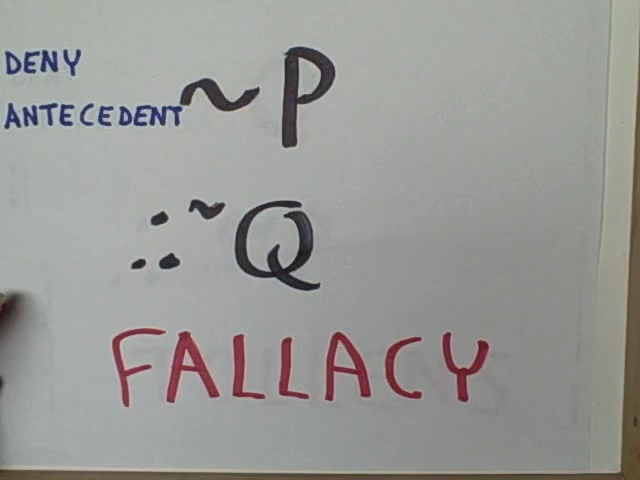 DENY
ANTECEDENT ~P
∴ ~Q
FALLACY